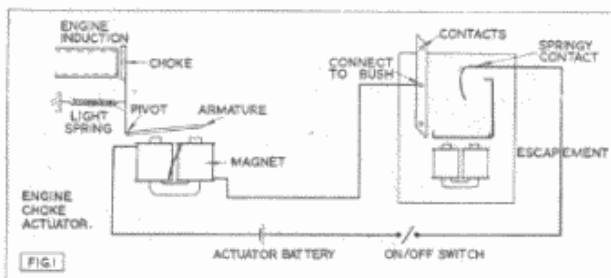 ENGINE
INDUCTION
CHOKE
LIGHT
SPRING
PIVOT
ARMATURE
MAGNET
ENGINE
CHOKE
ACTUATOR.
FIG.1
ACTUATOR BATTERY
ON/OFF SWITCH
CONTACTS
CONNECT
TO BUSH
SPRINGY
CONTACT
ESCAPEMENT